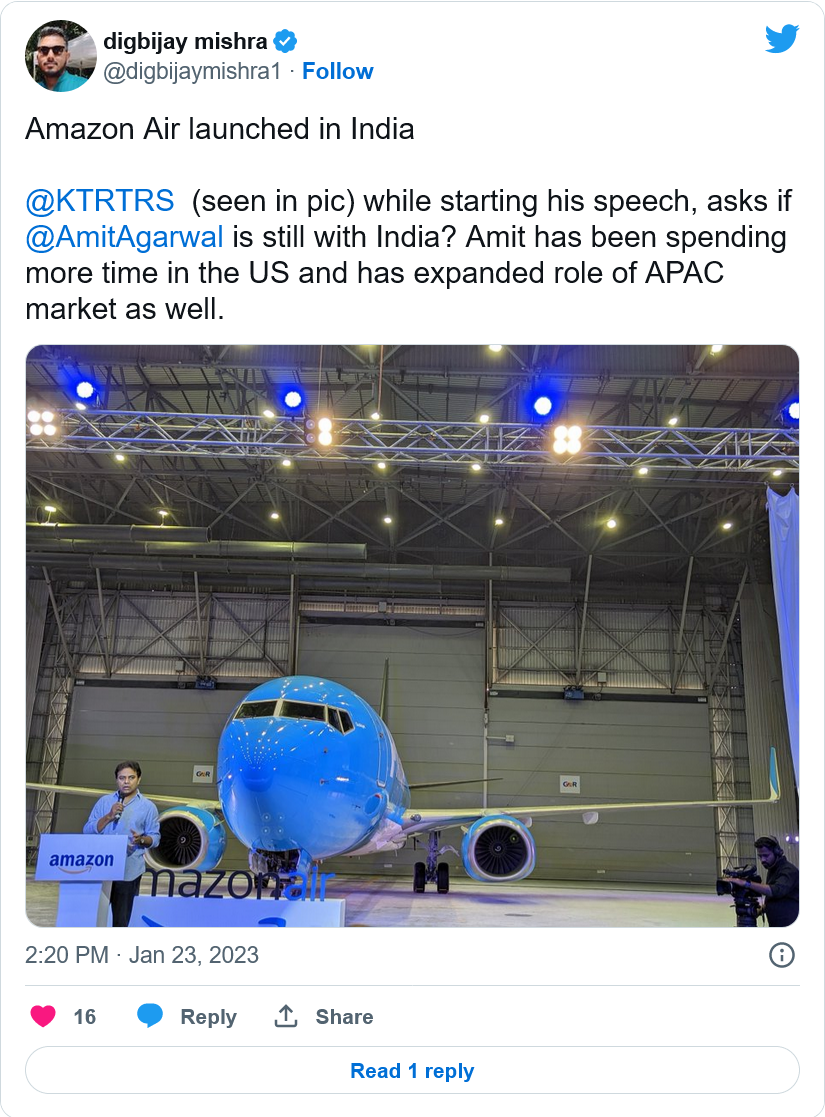 digbijay mishra
@digbijaymishra1 · Follow
Amazon Air launched in India
@KTRTRS (seen in pic) while starting his speech, asks if
@AmitAgarwal is still with India? Amit has been spending
more time in the US and has expanded role of APAC
market as well.
GMR
GMR
amazon
mazonair
2:20 PM · Jan 23, 2023
16 Reply Share
Read 1 reply